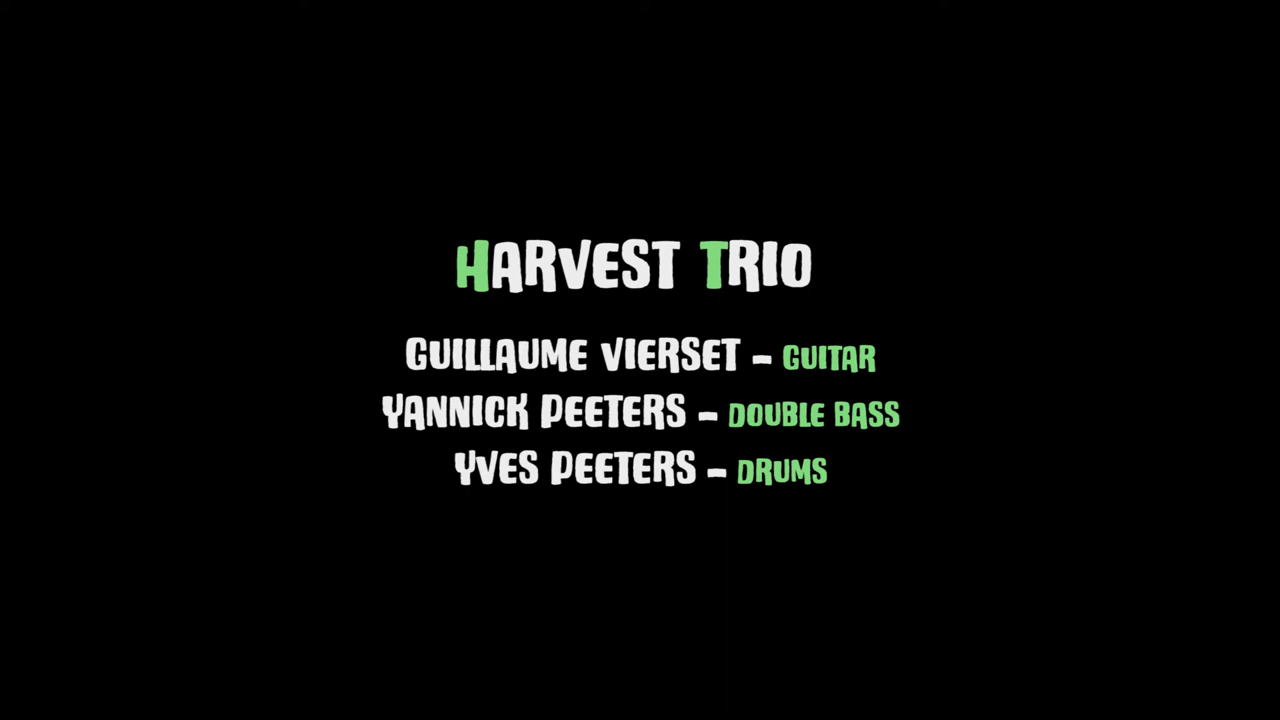 HARVEST TRIO
GUILLAUME VIERSET – GUITAR
YANNICK PEETERS – DOUBLE BASS
YVES PEETERS – DRUMS